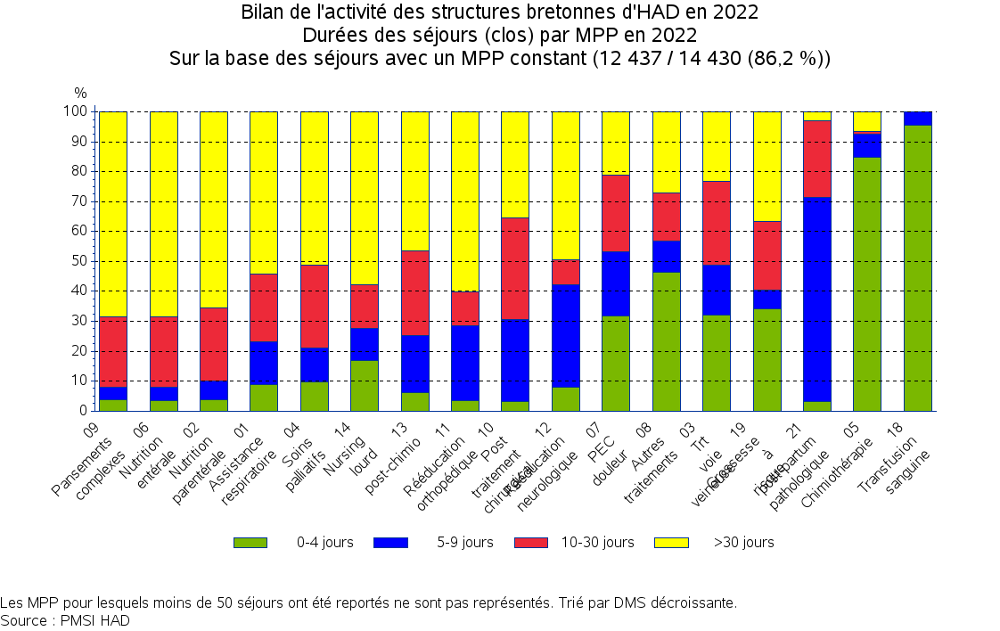 Bilan de l'activité des structures bretonnes d'HAD en 2022
Durées des séjours (clos) par MPP en 2022
Sur la base des séjours avec un MPP constant (12 437 / 14 430 (86,2 %))
%
100
90
80
70
60
50
40
30
20
10
0
09
Pansements
complexes
06
Nutrition
entérale
02
Nutrition
parentérale
01
Assistance
respiratoire
04
Soins
palliatifs
14
Nursing
lourd
13
post-chimio
11
Rééducation
orthopédique
10
Post
traitement
chirurgical
12
Rééducation
neurologique
07
PEC
douleur
08
Autres
traitements
03
Trt
voie
veineuse
19
Grossesse
à
risque
21
post-partum
pathologique
05
Chimiothérapie
18
Transfusion
sanguine
0-4 jours
5-9 jours
10-30 jours
>30 jours
Les MPP pour lesquels moins de 50 séjours ont été reportés ne sont pas représentés. Trié par DMS décroissante.
Source : PMSI HAD